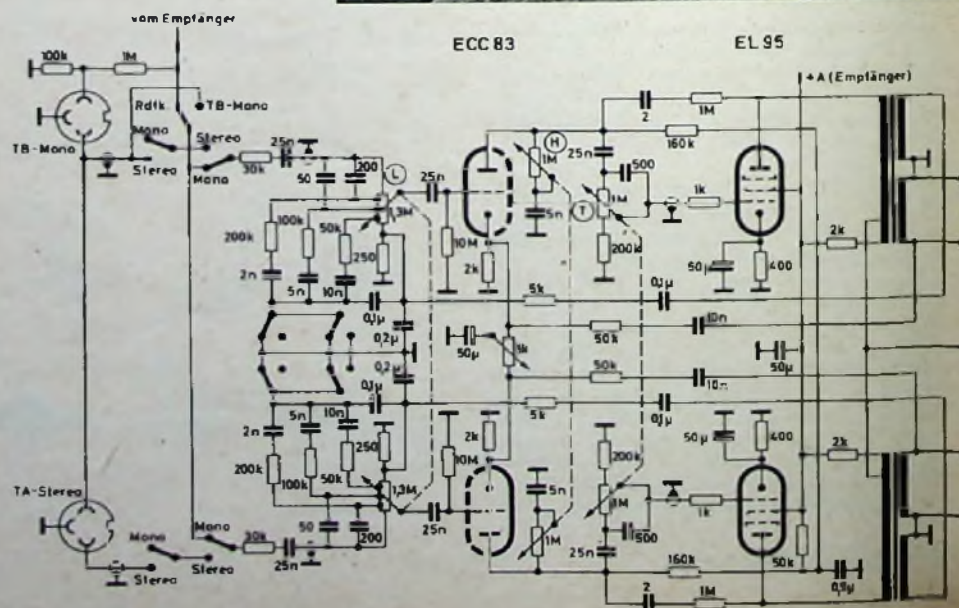 vom Empfänger
ECC 83
EL 95
100k
1M
+A (Empfänger)
Rdfk
TB-Mono
2
1M
Mono
Stereo
25n
TB-Mono
H
1M
25n
500
160k
Stereo
Mono
30k
50
200
L
25n
5n
T
1M
1k
1,3M
100k
50k
200k
250
10M
2k
200k
50µ
400
2k
2n
5n
10n
0,1µ
5k
0,1µ
0,2µ
50k
10n
50µ
1k
50µ
0,2µ
50k
10n
0,1µ
5k
0,1µ
5n
10n
2n
250
2k
50µ
400
2k
200k
100k
50k
10M
5n
200k
TA-Stereo
1,3M
1M
1k
Mono
50
200
25n
1M
500
Mono
30k
25n
50k
Stereo
Stereo
25n
160k
0,5µ
2
1M